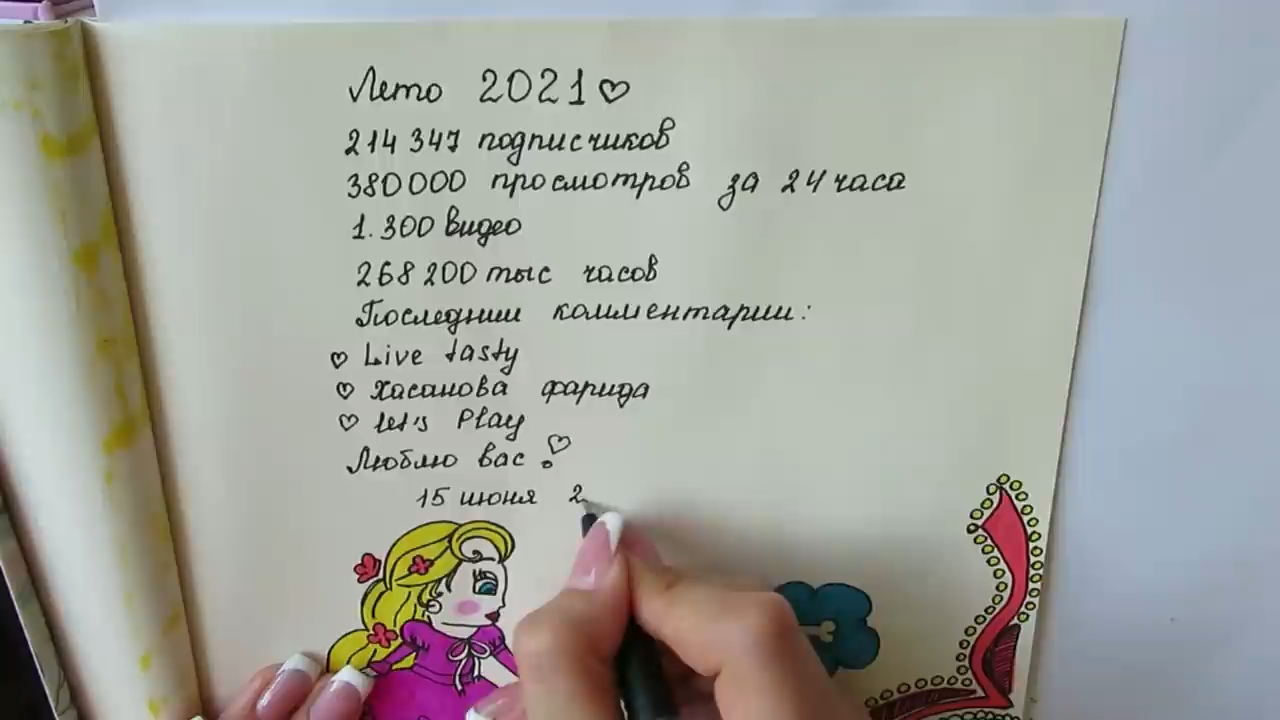 Лето 2021
214 347 подписчиков
380000 просмотров за 24 часа
1.300 видео
268 200 тыс часов
Последнии комментарии:
Live tasty
Хасанова фарида
let's Play
Люблю вас!
15 июня 2